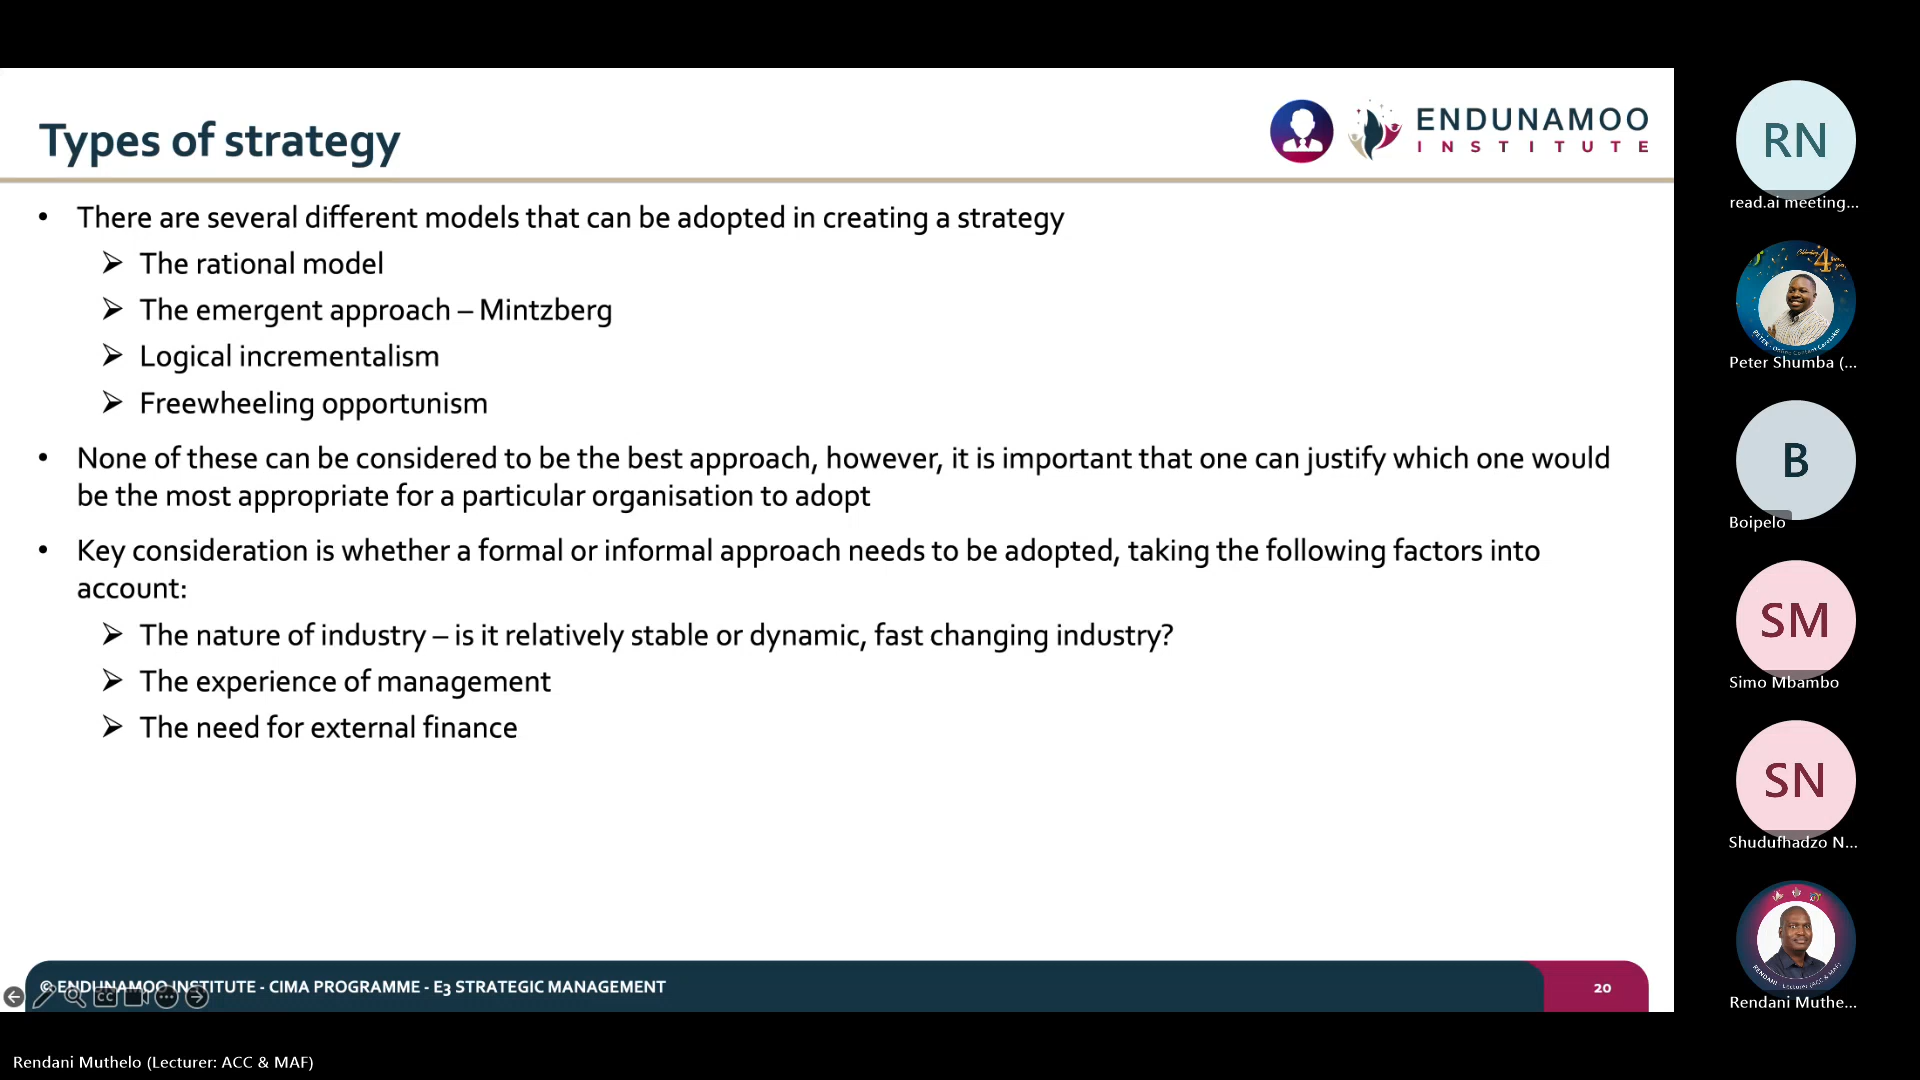 Types of strategy
ENDUNAMOO
INSTITUTE
• There are several different models that can be adopted in creating a strategy
➢ The rational model
➢ The emergent approach – Mintzberg
➢ Logical incrementalism
➢ Freewheeling opportunism
• None of these can be considered to be the best approach, however, it is important that one can justify which one would
be the most appropriate for a particular organisation to adopt
• Key consideration is whether a formal or informal approach needs to be adopted, taking the following factors into
account:
➢ The nature of industry – is it relatively stable or dynamic, fast changing industry?
➢ The experience of management
➢ The need for external finance
© ENDUNAMOO INSTITUTE - CIMA PROGRAMME - E3 STRATEGIC MANAGEMENT
20
CC
Rendani Muthelo (Lecturer: ACC & MAF)
RN
read.ai meeting...
4
Peter Shumba (...
B
Boipelo
SM
Simo Mbambo
SN
Shudufhadzo N...
Rendani Muthe...